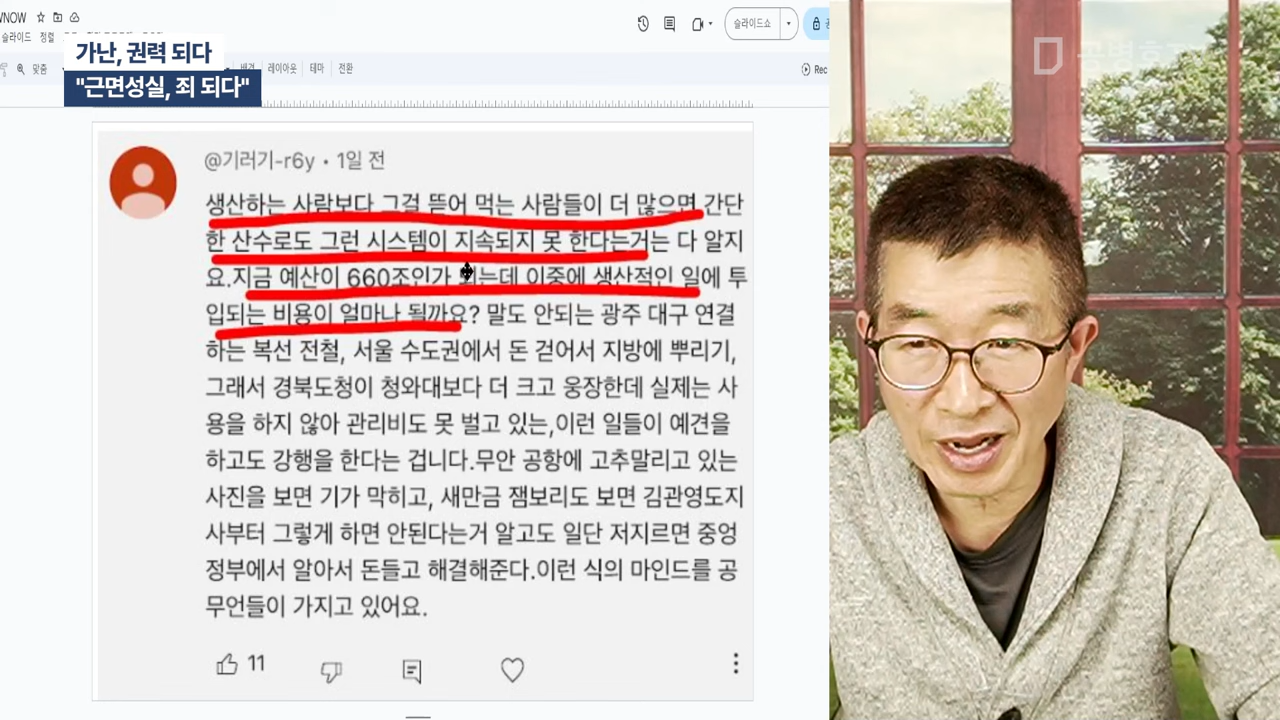 NOW
슬라이드 정렬
가난, 권력 되다
"근면성실, 죄 되다"
맞춤
배경 레이아웃 테마 전환
슬라이드쇼
Rec
공병호
@기러기-r6y • 1일 전
생산하는 사람보다 그걸 뜯어 먹는 사람들이 더 많으면 간단
한 산수로도 그런 시스템이 지속되지 못 한다는거는 다 알지
요.지금 예산이 660조인가 되는데 이중에 생산적인 일에 투
입되는 비용이 얼마나 될까요? 말도 안되는 광주 대구 연결
하는 복선 전철, 서울 수도권에서 돈 걷어서 지방에 뿌리기,
그래서 경북도청이 청와대보다 더 크고 웅장한데 실제는 사
용을 하지 않아 관리비도 못 벌고 있는,이런 일들이 예견을
하고도 강행을 한다는 겁니다.무안 공항에 고추말리고 있는
사진을 보면 기가 막히고, 새만금 잼보리도 보면 김관영도지
사부터 그렇게 하면 안된다는거 알고도 일단 저지르면 중엉
정부에서 알아서 돈들고 해결해준다.이런 식의 마인드를 공
무언들이 가지고 있어요.
11